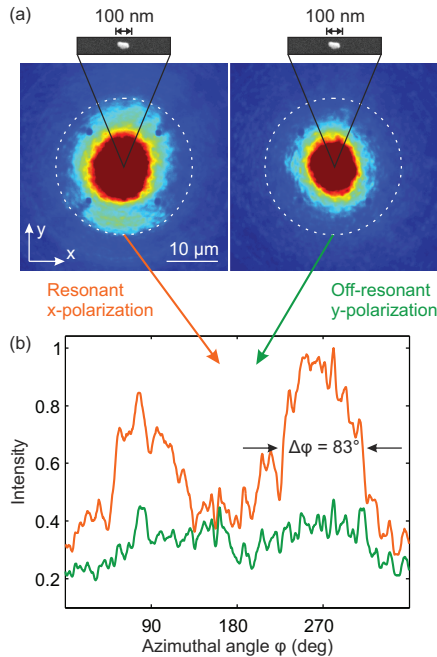 (a)
100 nm
100 nm
y
x
10 µm
Resonant
x-polarization
Off-resonant
y-polarization
(b)
1
0.8
0.6
0.4
0.2
Intensity
Δφ = 83°
90
180
270
Azimuthal angle φ (deg)